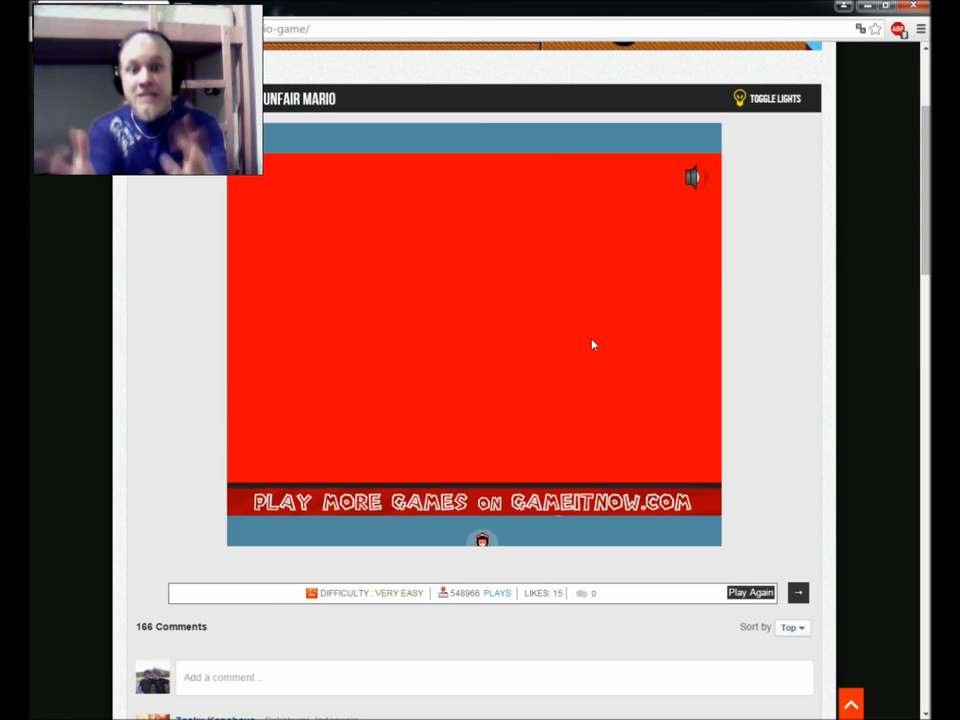 io-game/
UNFAIR MARIO
TOGGLE LIGHTS
PLAY MORE GAMES ON GAMEITNOW.COM
DIFFICULTY : VERY EASY
548966 PLAYS
LIKES: 15
0
Play Again
→
166 Comments
Sort by
Top
Add a comment...